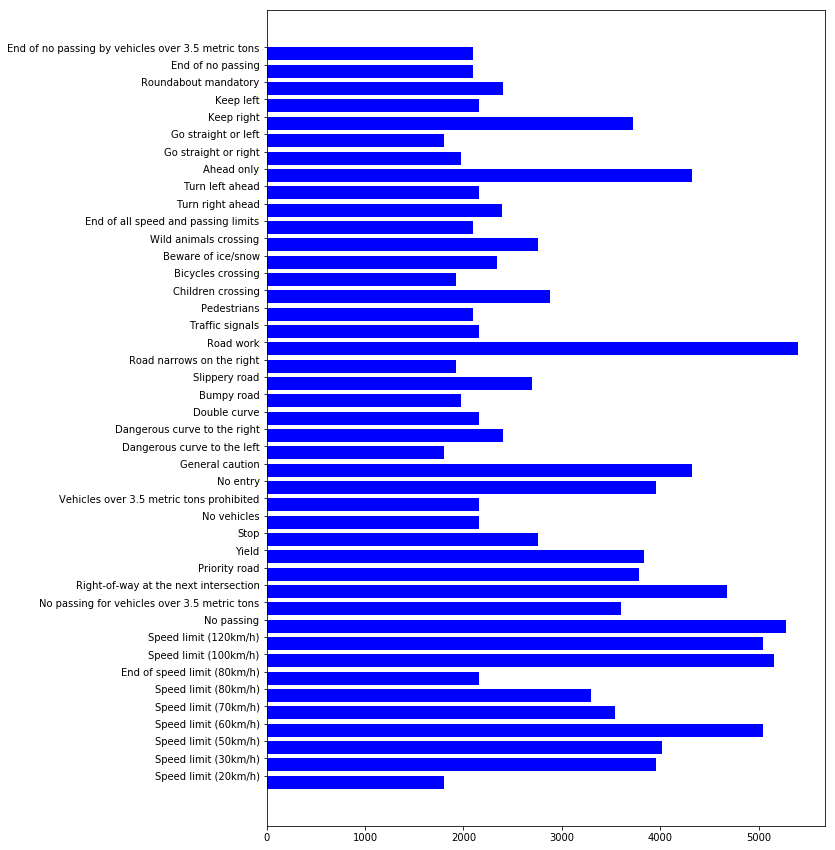 End of no passing by vehicles over 3.5 metric tons
End of no passing
Roundabout mandatory
Keep left
Keep right
Go straight or left
Go straight or right
Ahead only
Turn left ahead
Turn right ahead
End of all speed and passing limits
Wild animals crossing
Beware of ice/snow
Bicycles crossing
Children crossing
Pedestrians
Traffic signals
Road work
Road narrows on the right
Slippery road
Bumpy road
Double curve
Dangerous curve to the right
Dangerous curve to the left
General caution
No entry
Vehicles over 3.5 metric tons prohibited
No vehicles
Stop
Yield
Priority road
Right-of-way at the next intersection
No passing for vehicles over 3.5 metric tons
No passing
Speed limit (120km/h)
Speed limit (100km/h)
End of speed limit (80km/h)
Speed limit (80km/h)
Speed limit (70km/h)
Speed limit (60km/h)
Speed limit (50km/h)
Speed limit (30km/h)
Speed limit (20km/h)
0 1000 2000 3000 4000 5000